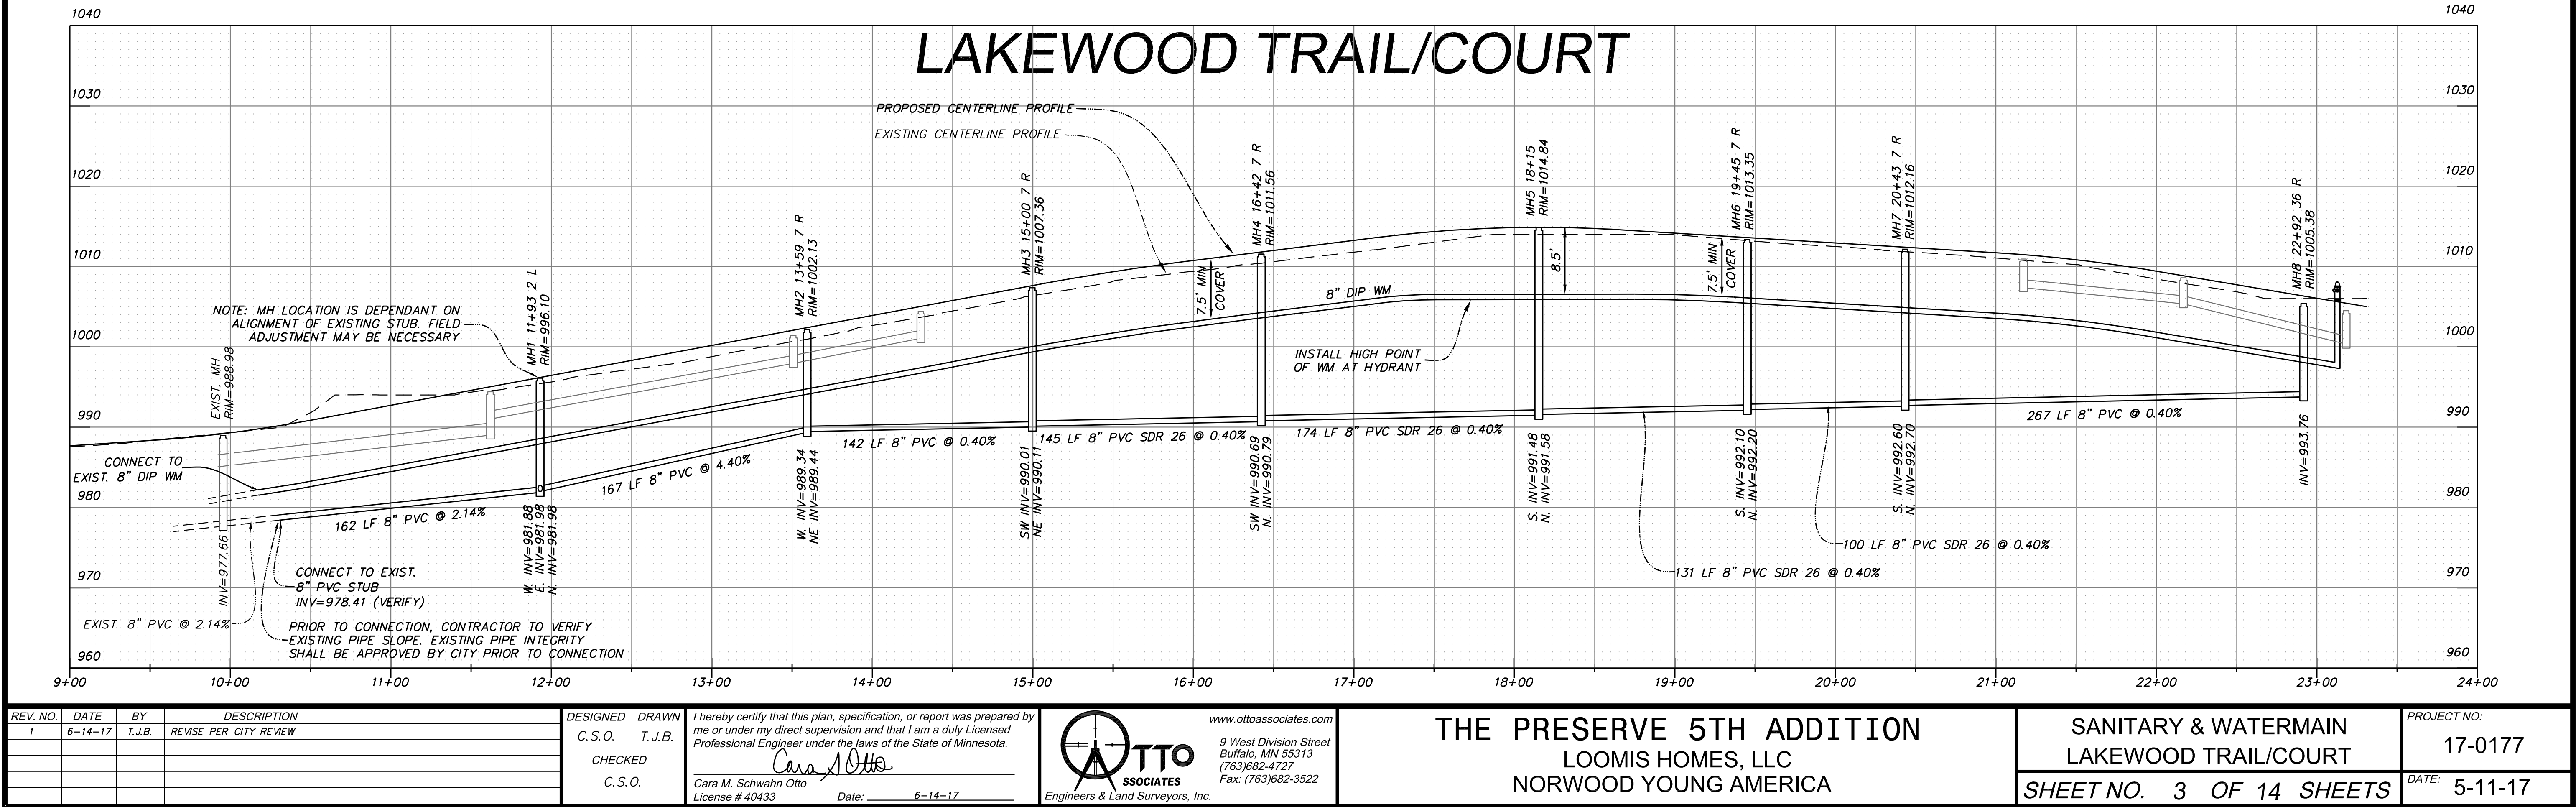 1040
1040
LAKEWOOD TRAIL/COURT
1030
1030
PROPOSED CENTERLINE PROFILE
EXISTING CENTERLINE PROFILE
1020
1020
1010
1010
1000
1000
990
990
980
980
970
970
960
960
NOTE: MH LOCATION IS DEPENDANT ON
ALIGNMENT OF EXISTING STUB. FIELD
ADJUSTMENT MAY BE NECESSARY
EXIST. MH
RIM=988.98
MH1 11+93 2 L
RIM=996.10
MH2 13+59 7 R
RIM=1002.13
MH3 15+00 7 R
RIM=1007.36
MH4 16+42 7 R
RIM=1011.56
MH5 18+15
RIM=1014.84
MH6 19+45 7 R
RIM=1013.35
MH7 20+43 7 R
RIM=1012.16
MH8 22+92 36 R
RIM=1005.38
7.5' MIN
COVER
8.5'
7.5' MIN
COVER
8" DIP WM
INSTALL HIGH POINT
OF WM AT HYDRANT
CONNECT TO
EXIST. 8" DIP WM
162 LF 8" PVC @ 2.14%
167 LF 8" PVC @ 4.40%
142 LF 8" PVC @ 0.40%
145 LF 8" PVC SDR 26 @ 0.40%
174 LF 8" PVC SDR 26 @ 0.40%
267 LF 8" PVC @ 0.40%
100 LF 8" PVC SDR 26 @ 0.40%
131 LF 8" PVC SDR 26 @ 0.40%
INV=977.66
W. INV=981.88
E. INV=981.98
N. INV=981.98
W. INV=989.34
NE INV=989.44
SW INV=990.01
NE INV=990.11
SW INV=990.69
N. INV=990.79
S. INV=991.48
N. INV=991.58
S. INV=992.10
N. INV=992.20
S. INV=992.60
N. INV=992.70
INV=993.76
CONNECT TO EXIST.
8" PVC STUB
INV=978.41 (VERIFY)
EXIST. 8" PVC @ 2.14%
PRIOR TO CONNECTION, CONTRACTOR TO VERIFY
EXISTING PIPE SLOPE. EXISTING PIPE INTEGRITY
SHALL BE APPROVED BY CITY PRIOR TO CONNECTION
9+00 10+00 11+00 12+00 13+00 14+00 15+00 16+00 17+00 18+00 19+00 20+00 21+00 22+00 23+00 24+00
REV. NO. DATE BY DESCRIPTION
1 6-14-17 T.J.B. REVISE PER CITY REVIEW
DESIGNED DRAWN
C.S.O. T.J.B.
CHECKED
C.S.O.
I hereby certify that this plan, specification, or report was prepared by
me or under my direct supervision and that I am a duly Licensed
Professional Engineer under the laws of the State of Minnesota.
Cara S Otto
Cara M. Schwahn Otto
License # 40433 Date: 6-14-17
OTTO
ASSOCIATES
Engineers & Land Surveyors, Inc.
www.ottoassociates.com
9 West Division Street
Buffalo, MN 55313
(763)682-4727
Fax: (763)682-3522
THE PRESERVE 5TH ADDITION
LOOMIS HOMES, LLC
NORWOOD YOUNG AMERICA
SANITARY & WATERMAIN
LAKEWOOD TRAIL/COURT
SHEET NO. 3 OF 14 SHEETS
PROJECT NO:
17-0177
DATE: 5-11-17